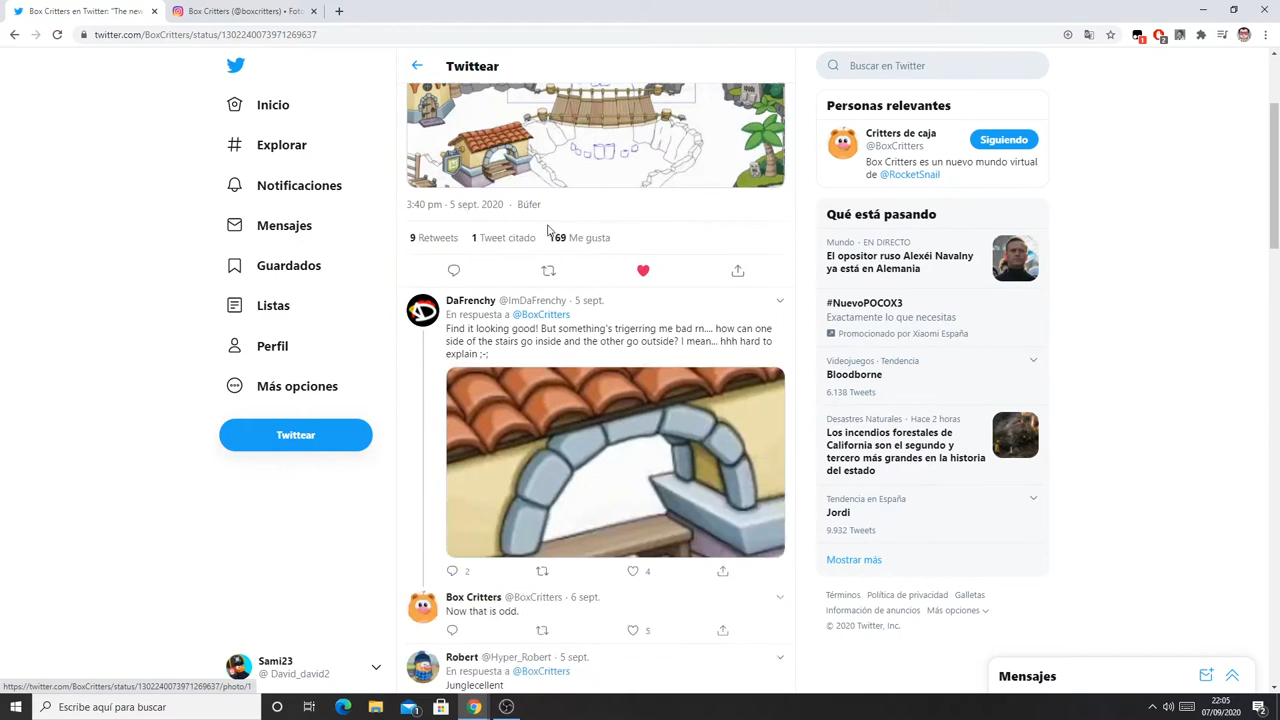 Box Critters en Twitter: "The new
Box Critters (@boxcritters) • Foto
twitter.com/BoxCritters/status/1302240073971269637
1
2
Inicio
Explorar
Notificaciones
Mensajes
Guardados
Listas
Perfil
Más opciones
Twittear
Sami23
@ David_david2
Twittear
3:40 pm · 5 sept. 2020 · Búfer
9 Retweets 1 Tweet citado 169 Me gusta
DaFrenchy @ImDaFrenchy · 5 sept.
En respuesta a @BoxCritters
Find it looking good! But something's trigerring me bad rn.... how can one
side of the stairs go inside and the other go outside? I mean... hhh hard to
explain ;-;
2 4
Box Critters @BoxCritters · 6 sept.
Now that is odd.
5
Robert @Hyper_Robert · 5 sept.
En respuesta a @BoxCritters
Junglecellent
Buscar en Twitter
Personas relevantes
Critters de caja
@BoxCritters
Siguiendo
Box Critters es un nuevo mundo virtual
de @RocketSnail
Qué está pasando
Mundo · EN DIRECTO
El opositor ruso Alexéi Navalny
ya está en Alemania
#NuevoPOCOX3
Exactamente lo que necesitas
Promocionado por Xiaomi España
Videojuegos · Tendencia
Bloodborne
6.138 Tweets
Desastres Naturales · Hace 2 horas
Los incendios forestales de
California son el segundo y
tercero más grandes en la historia
del estado
Tendencia en España
Jordi
9.932 Tweets
Mostrar más
Términos Política de privacidad Galletas
Información de anuncios Más opciones
© 2020 Twitter, Inc.
Mensajes
https://twitter.com/BoxCritters/status/1302240073971269637/photo/1
Escribe aquí para buscar
1
22:05
07/09/2020
2